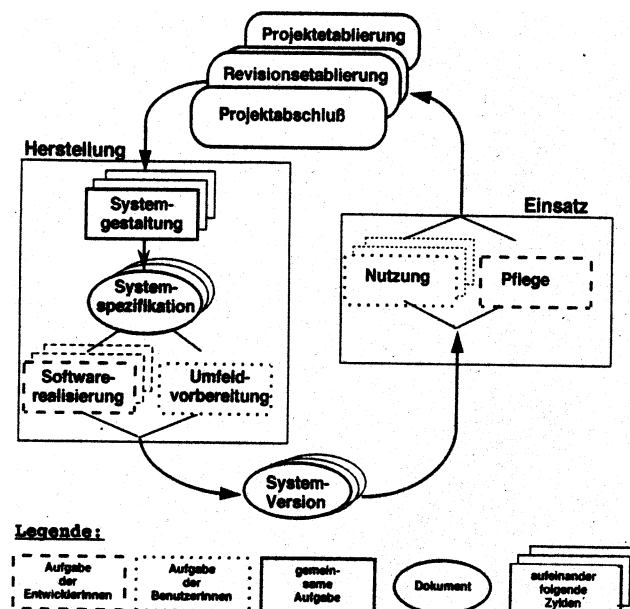 Projektetablierung
Revisionsetablierung
Projektabschluß
Herstellung
System-
gestaltung
System-
spezifikation
Software-
realisierung
Umfeld-
vorbereitung
Einsatz
Nutzung
Pflege
System-
Version
Legende:
Aufgabe
der
EntwicklerInnen
Aufgabe
der
BenutzerInnen
gemein-
same
Aufgabe
Dokument
aufeinander
folgende
Zyklen